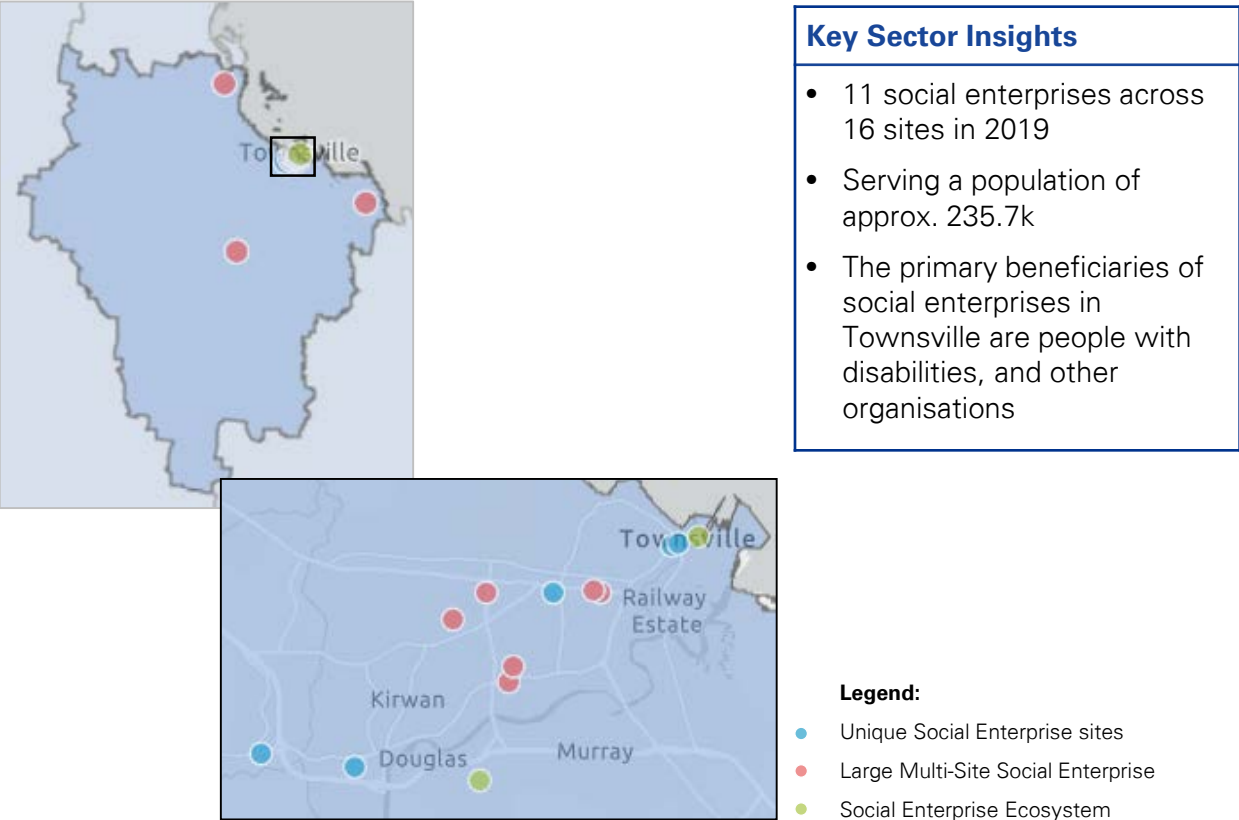 Townsville
Key Sector Insights
• 11 social enterprises across
16 sites in 2019
• Serving a population of
approx. 235.7k
• The primary beneficiaries of
social enterprises in
Townsville are people with
disabilities, and other
organisations
Townsville
Railway
Estate
Kirwan
Douglas
Murray
Legend:
Unique Social Enterprise sites
Large Multi-Site Social Enterprise
Social Enterprise Ecosystem